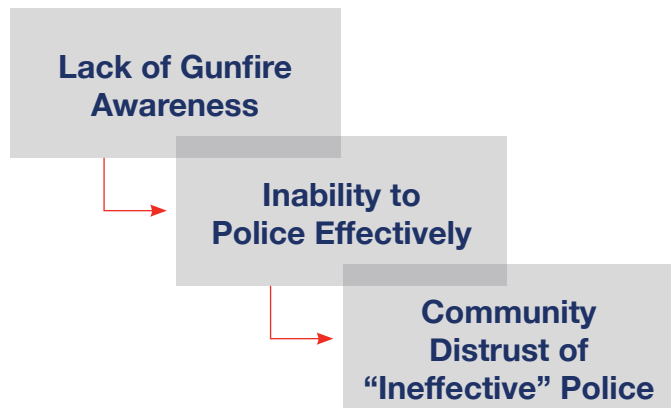 Lack of Gunfire
Awareness
Inability to
Police Effectively
Community
Distrust of
“Ineffective” Police